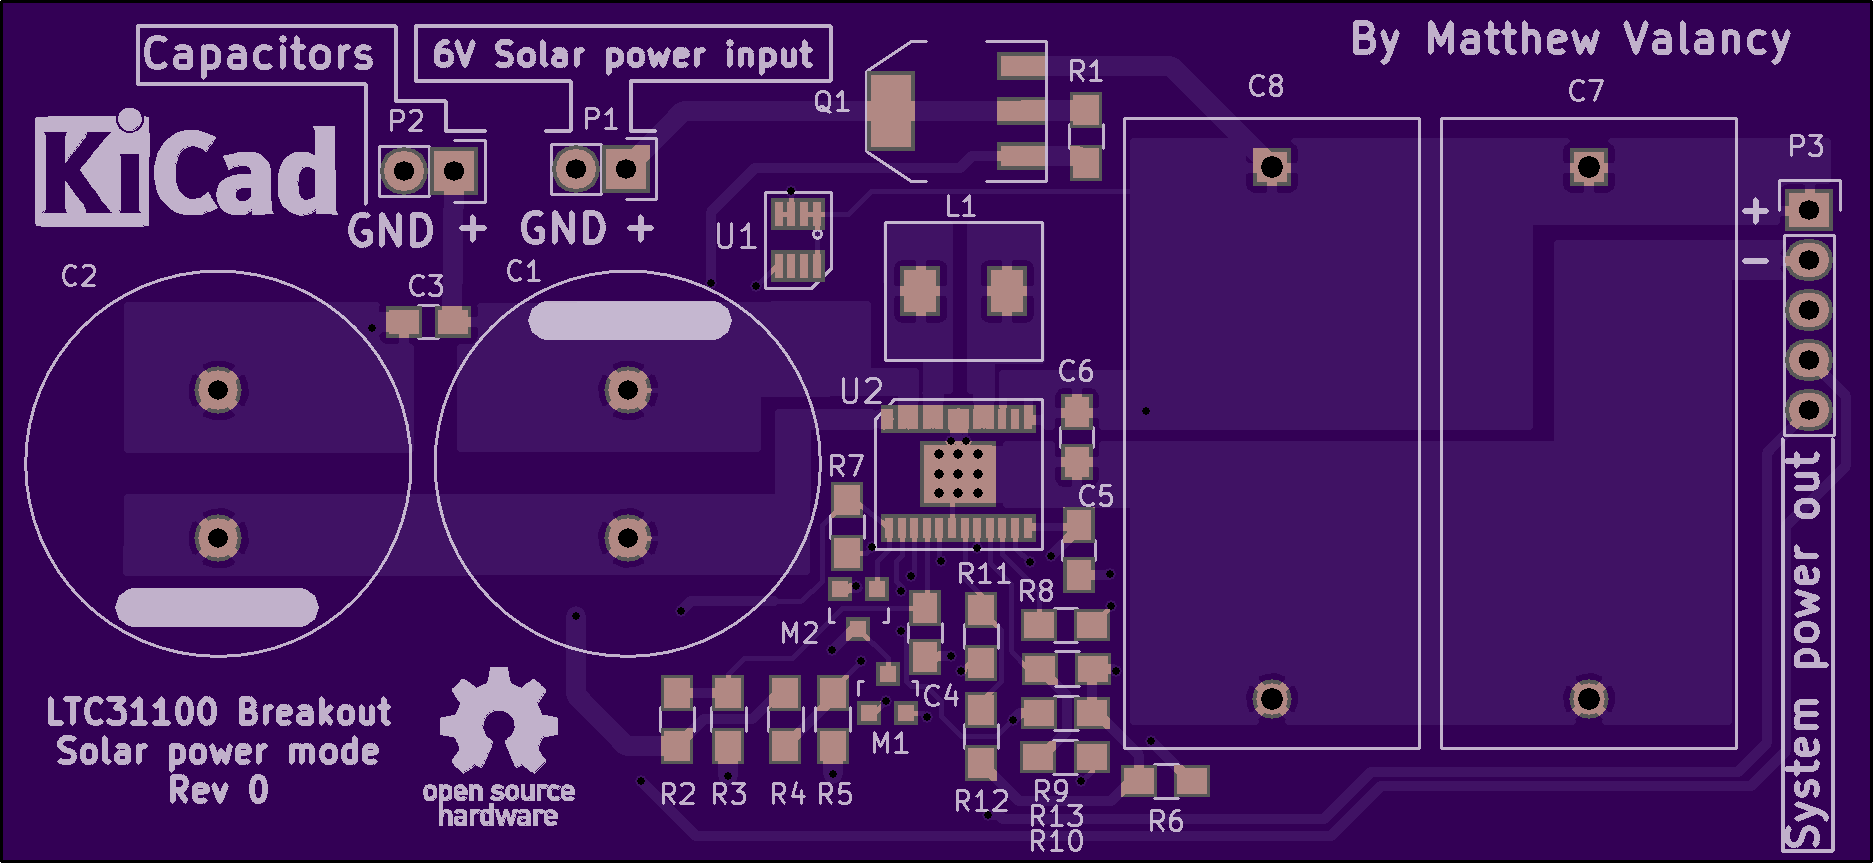 Capacitors
6V Solar power input
By Matthew Valancy
KiCad
P2
P1
Q1
R1
C8
C7
P3
GND +
GND +
U1
L1
+
-
C2
C3
C1
U2
C6
R7
C5
R11
R8
M2
C4
M1
LTC31100 Breakout
Solar power mode
Rev 0
open source
hardware
R2
R3
R4
R5
R12
R9
R13
R10
R6
System power out